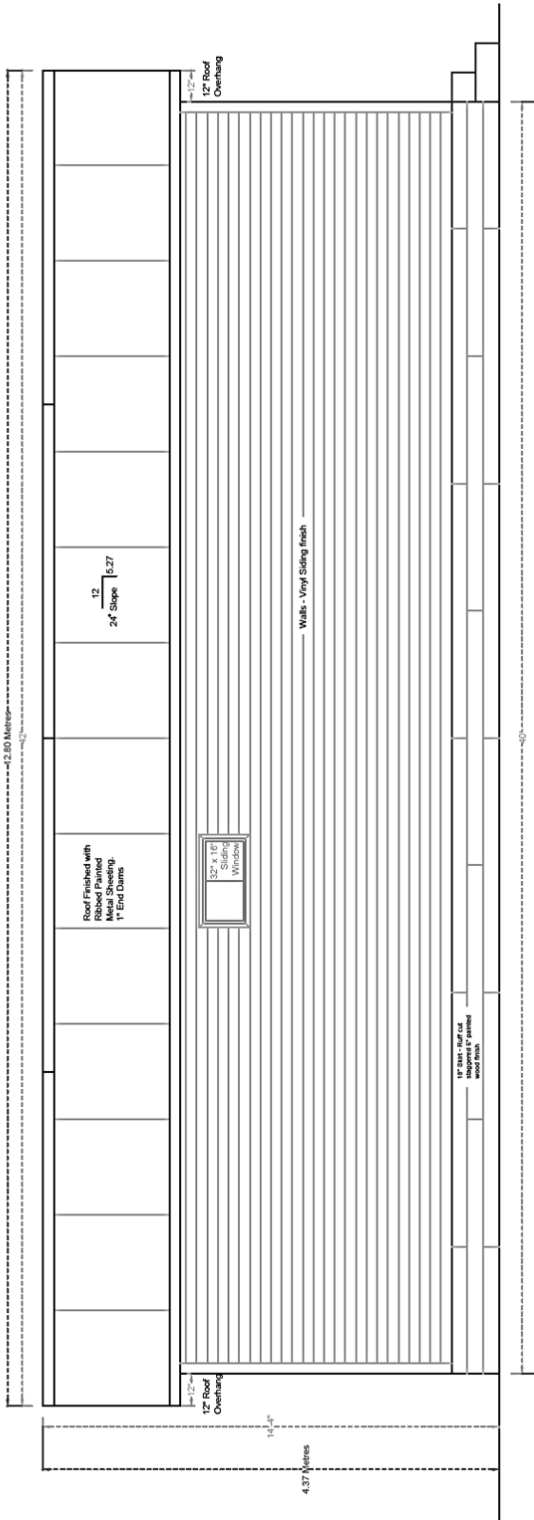 12.80 Metres
42'
12"
12" Roof
Overhang
12
5.27
24° Slope
Roof Finished with
Ribbed Painted
Metal Sheeting.
1" End Dams
32" x 16"
Sliding
Window
Walls - Vinyl Siding finish
18" Skirt - Ruff cut
staggered 6" painted
wood finish
40'
12"
12" Roof
Overhang
14'-4"
4.37 Metres